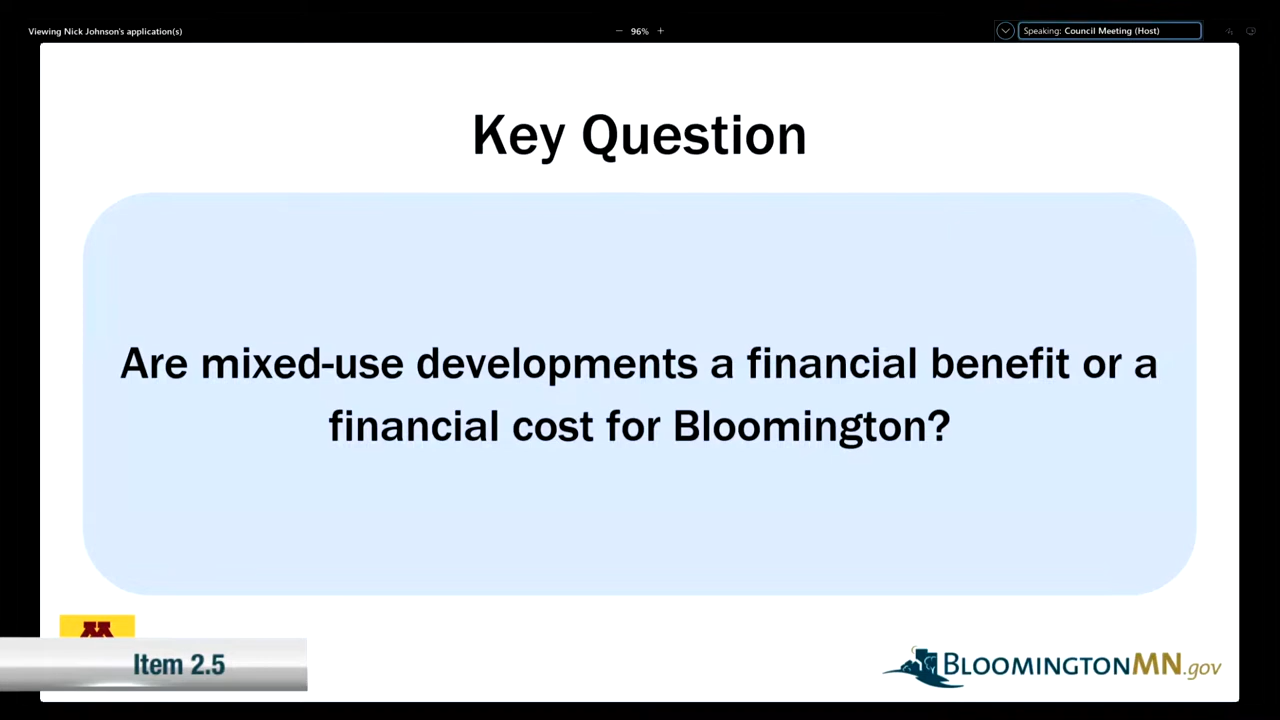 Viewing Nick Johnson's application(s)
− 96% +
Speaking: Council Meeting (Host)
Key Question
Are mixed-use developments a financial benefit or a
financial cost for Bloomington?
M
Item 2.5
BLOOMINGTONMN.gov